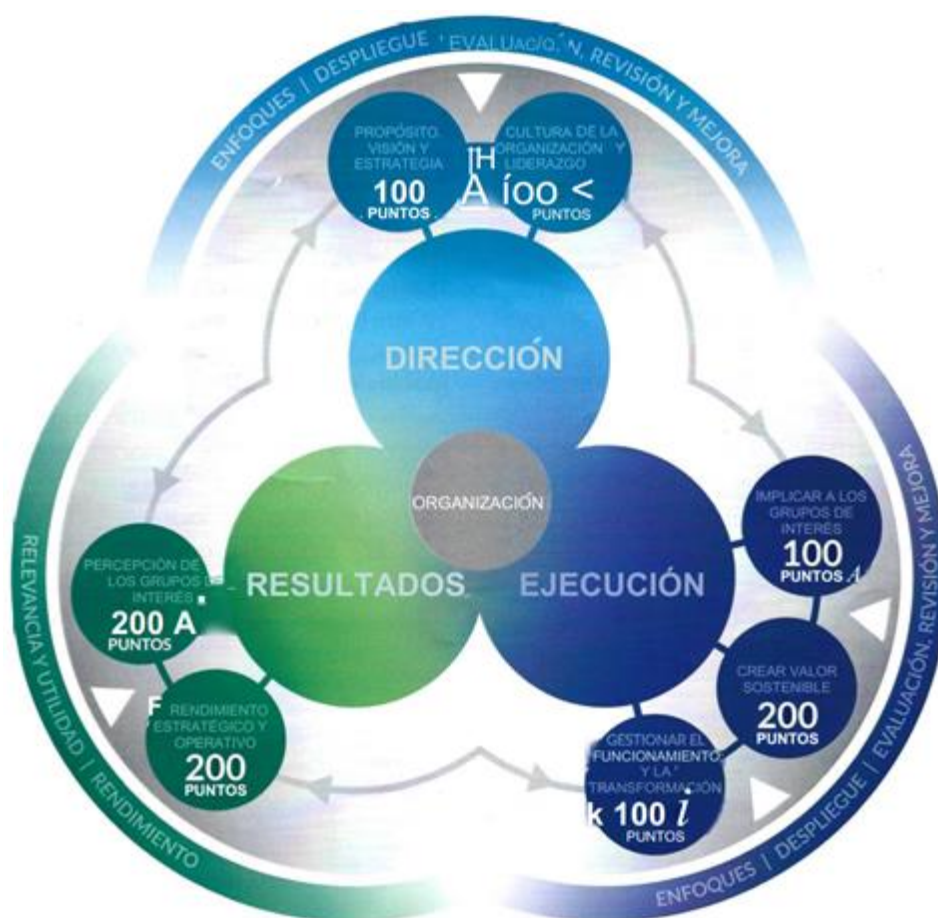 ENFOQUES | DESPLIEGUE ' EVALUAC/Q.ÍN, REVISIÓN Y MEJORA
PROPÓSITO.
VISIÓN Y
ESTRATEGIA
100
PUNTOS
CULTURA DE LA
ORGANIZACIÓN Y
LIDERAZGO
†H
A íoo <
PUNTOS
DIRECCIÓN
ORGANIZACIÓN
RESULTADOS
EJECUCIÓN
IMPLICAR A LOS
GRUPOS DE
INTERÉS
100
PUNTOS A
CREAR VALOR
SOSTENIBLE
200
PUNTOS
GESTIONAR EL
FUNCIONAMIENTO
Y LA '
TRANSFORMACIÓN
k 100 i
PUNTOS
PERCEPCIÓN DE
LOS GRUPOS DE
INTERÉS
200 A
PUNTOS
F RENDIMIENTO
ESTRATÉGICO Y
OPERATIVO
200
PUNTOS
RELEVANCIA Y UTILIDAD | RENDIMIENTO
ENFOQUES | DESPLIEGUE | EVALUACIÓN, REVISIÓN Y MEJORA